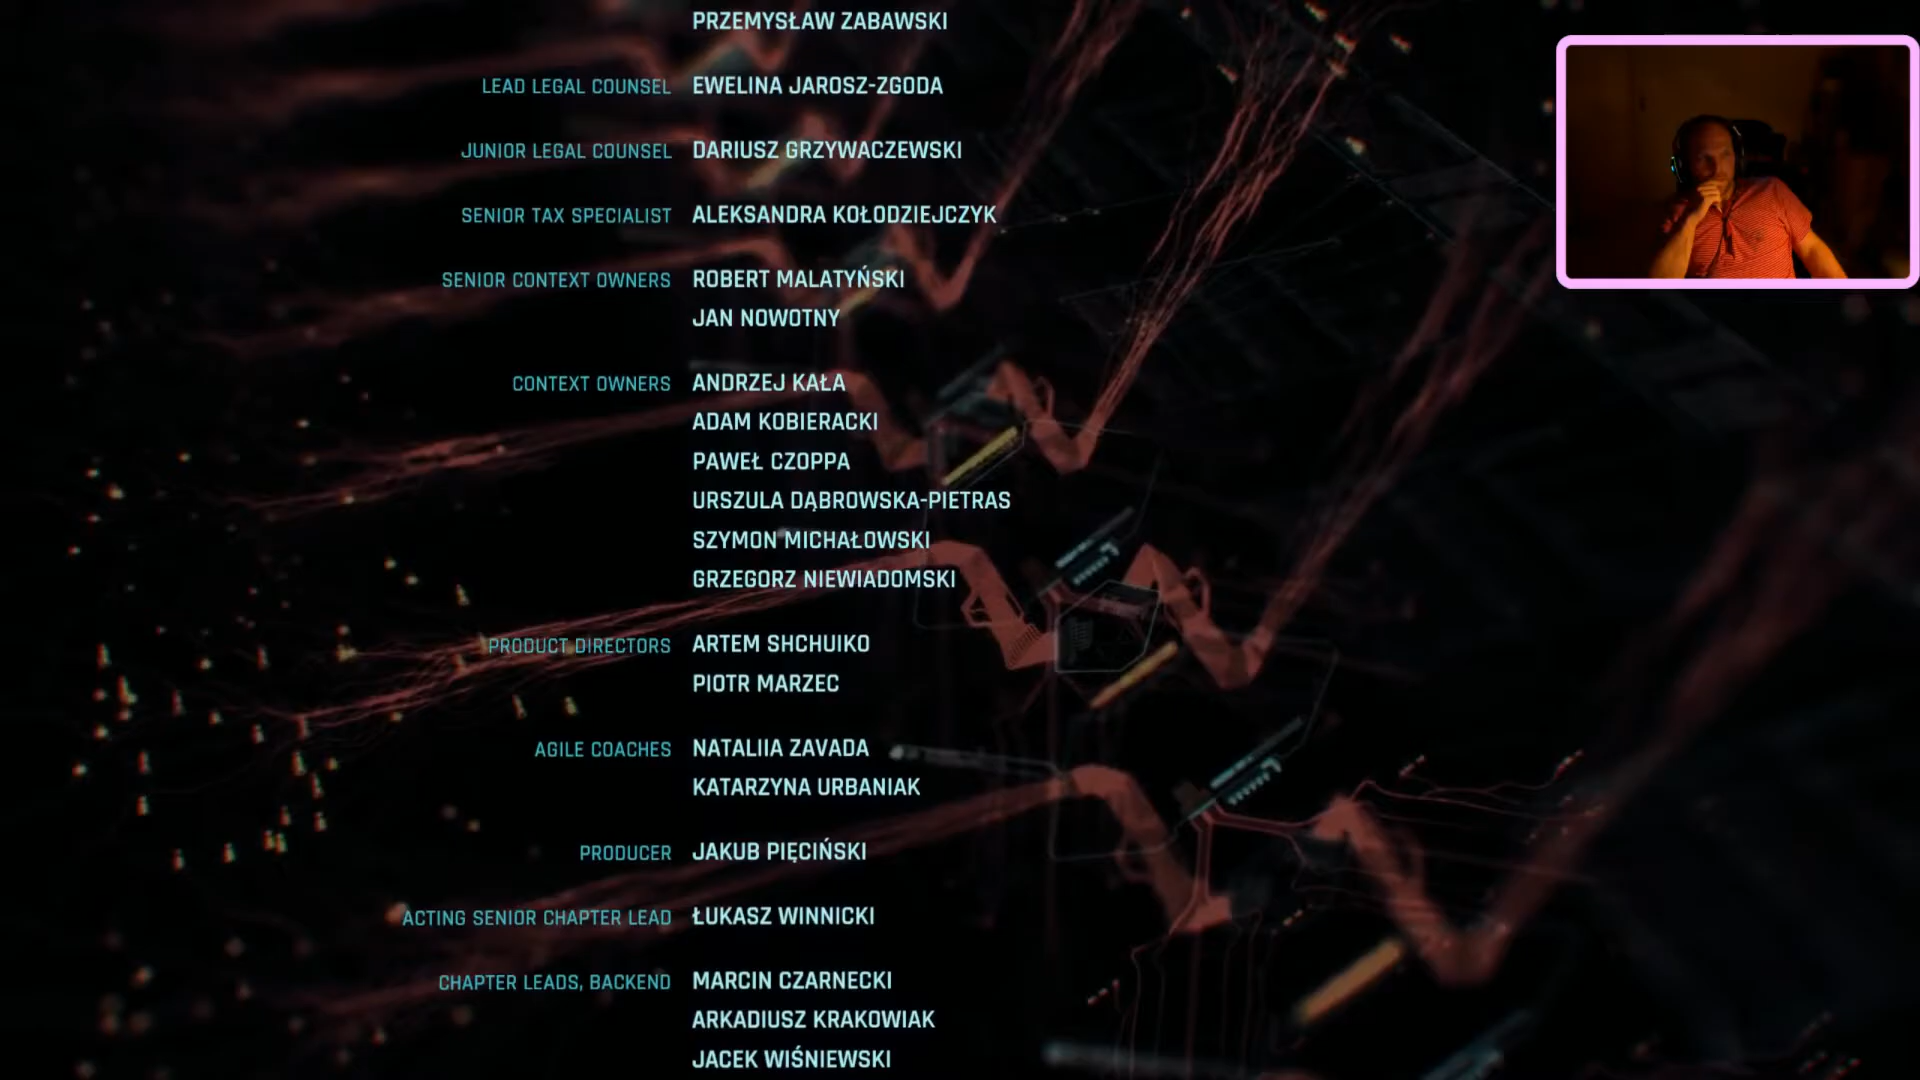 PRZEMYSŁAW ZABAWSKI
LEAD LEGAL COUNSEL EWELINA JAROSZ-ZGODA
JUNIOR LEGAL COUNSEL DARIUSZ GRZYWACZEWSKI
SENIOR TAX SPECIALIST ALEKSANDRA KOŁODZIEJCZYK
SENIOR CONTEXT OWNERS ROBERT MALATYŃSKI
JAN NOWOTNY
CONTEXT OWNERS ANDRZEJ KAŁA
ADAM KOBIERACKI
PAWEŁ CZOPPA
URSZULA DĄBROWSKA-PIETRAS
SZYMON MICHAŁOWSKI
GRZEGORZ NIEWIADOMSKI
PRODUCT DIRECTORS ARTEM SHCHUIKO
PIOTR MARZEC
AGILE COACHES NATALIIA ZAVADA
KATARZYNA URBANIAK
PRODUCER JAKUB PIĘCIŃSKI
ACTING SENIOR CHAPTER LEAD ŁUKASZ WINNICKI
CHAPTER LEADS, BACKEND MARCIN CZARNECKI
ARKADIUSZ KRAKOWIAK
JACEK WIŚNIEWSKI